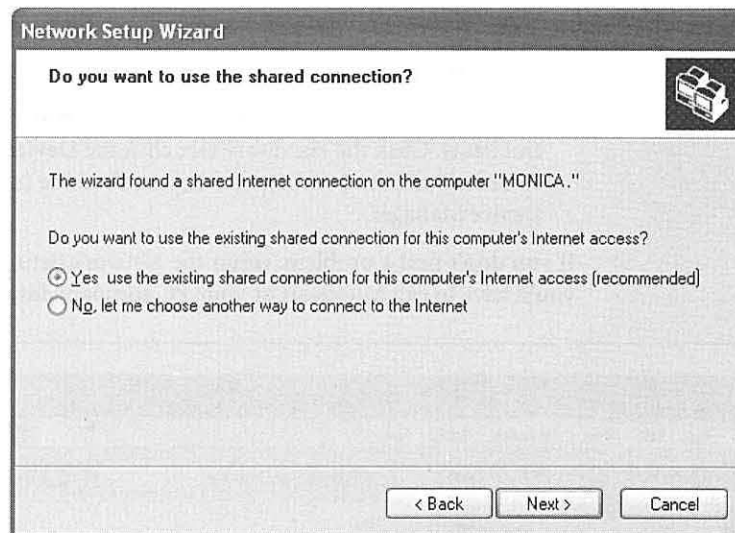 Network Setup Wizard
Do you want to use the shared connection?
The wizard found a shared Internet connection on the computer "MONICA."
Do you want to use the existing shared connection for this computer's Internet access?
Yes use the existing shared connection for this computer's Internet access (recommended)
No, let me choose another way to connect to the Internet
< Back
Next >
Cancel